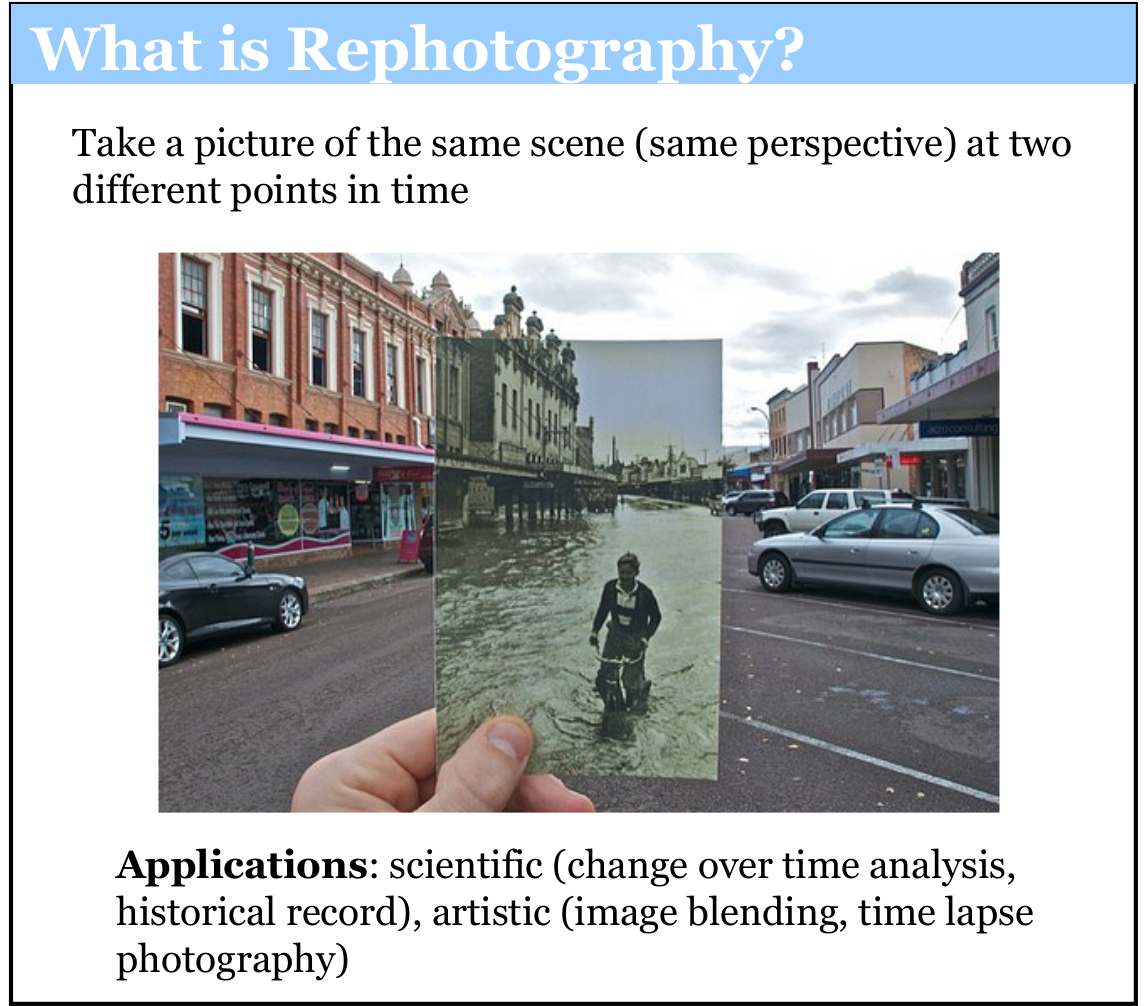 What is Rephotography?
Take a picture of the same scene (same perspective) at two
different points in time
acroconsulting
Applications: scientific (change over time analysis,
historical record), artistic (image blending, time lapse
photography)